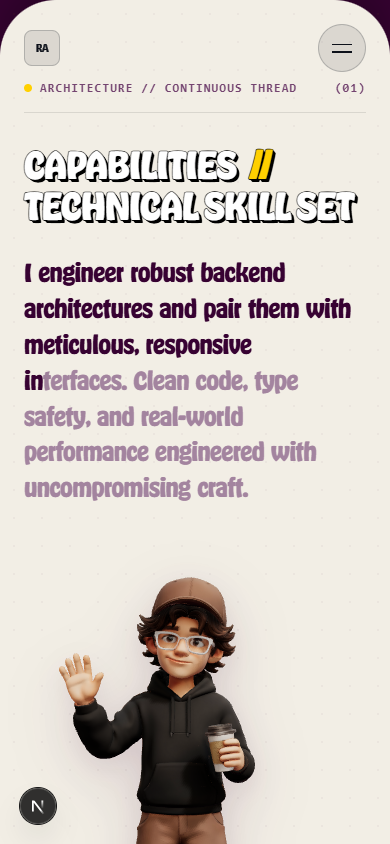 RA
ARCHITECTURE // CONTINUOUS THREAD (01)
CAPABILITIES //
TECHNICAL SKILL SET
I engineer robust backend
architectures and pair them with
meticulous, responsive
interfaces. Clean code, type
safety, and real-world
performance engineered with
uncompromising craft.
N